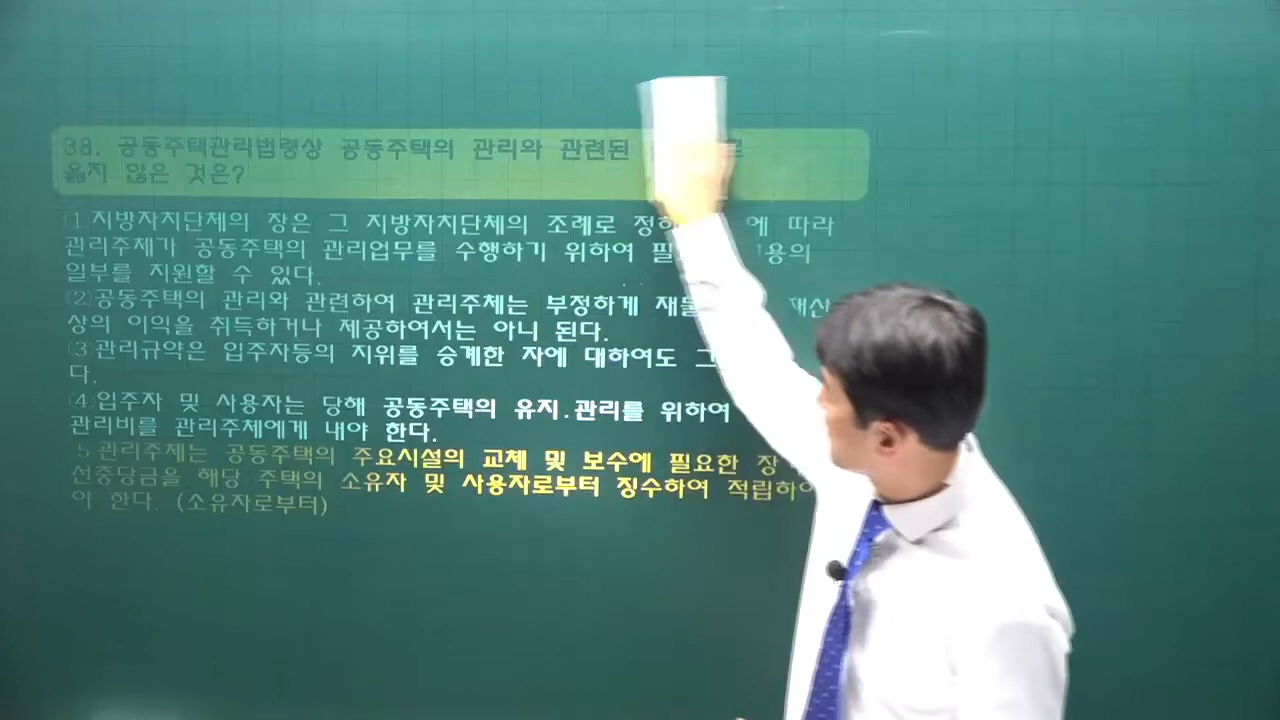 38. 공동주택관리법령상 공동주택의 관리와 관련된
옳지 않은 것은?
(1)지방자치단체의 장은 그 지방자치단체의 조례로 에 따라
관리주체가 공동주택의 관리업무를 수행하기 위하여
일부를 지원할 수 있다.
(2)공동주택의 관리와 관련하여 관리주체는 부정하게
상의 이익을 취득하거나 제공하여서는 아니 된다.
(3)관리규약은 입주자등의 지위를 승계한 자에 대하여도
다.
(4)입주자 및 사용자는 당해 공동주택의 유지.관리를 위하여
관리비를 관리주체에게 내야 한다.
5 관리주체는 공동주택의 주요시설의 교체 및 보수에 필요한 장
선충당금을 해당 주택의 소유자 및 사용자로부터 징수하여 적립하
야 한다. (소유자로부터)